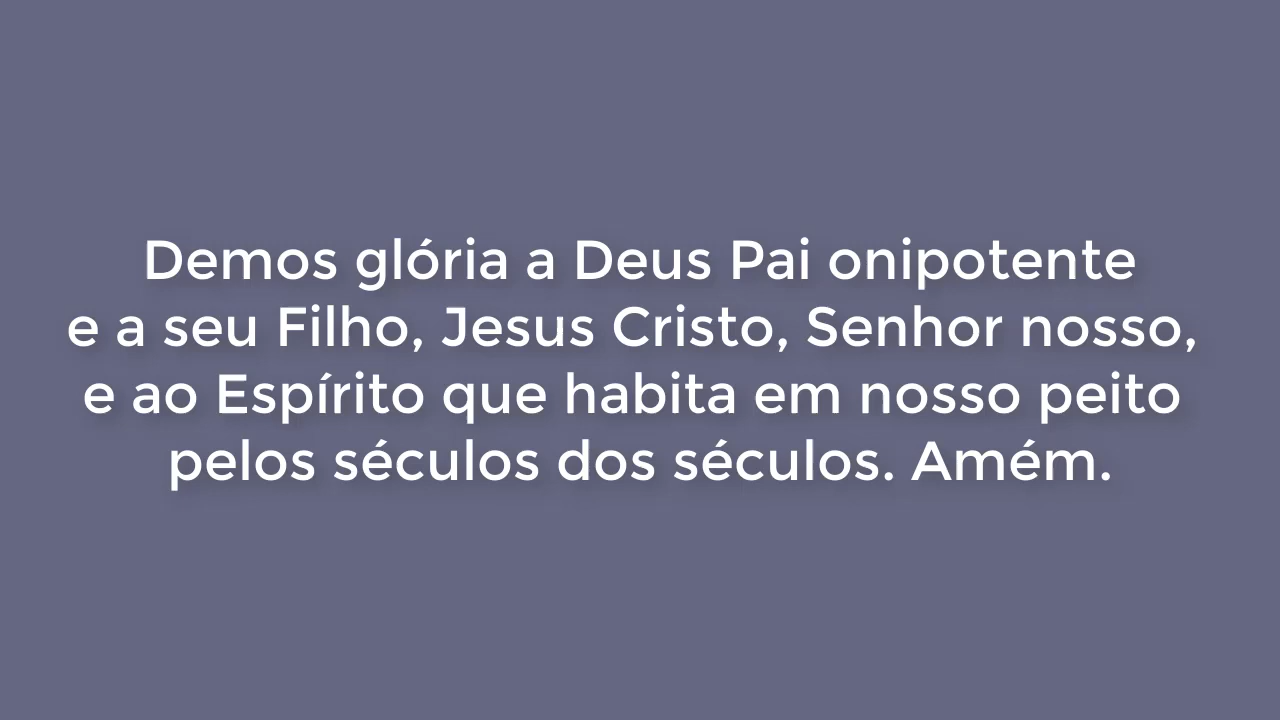 Demos glória a Deus Pai onipotente
e a seu Filho, Jesus Cristo, Senhor nosso,
e ao Espírito que habita em nosso peito
pelos séculos dos séculos. Amém.